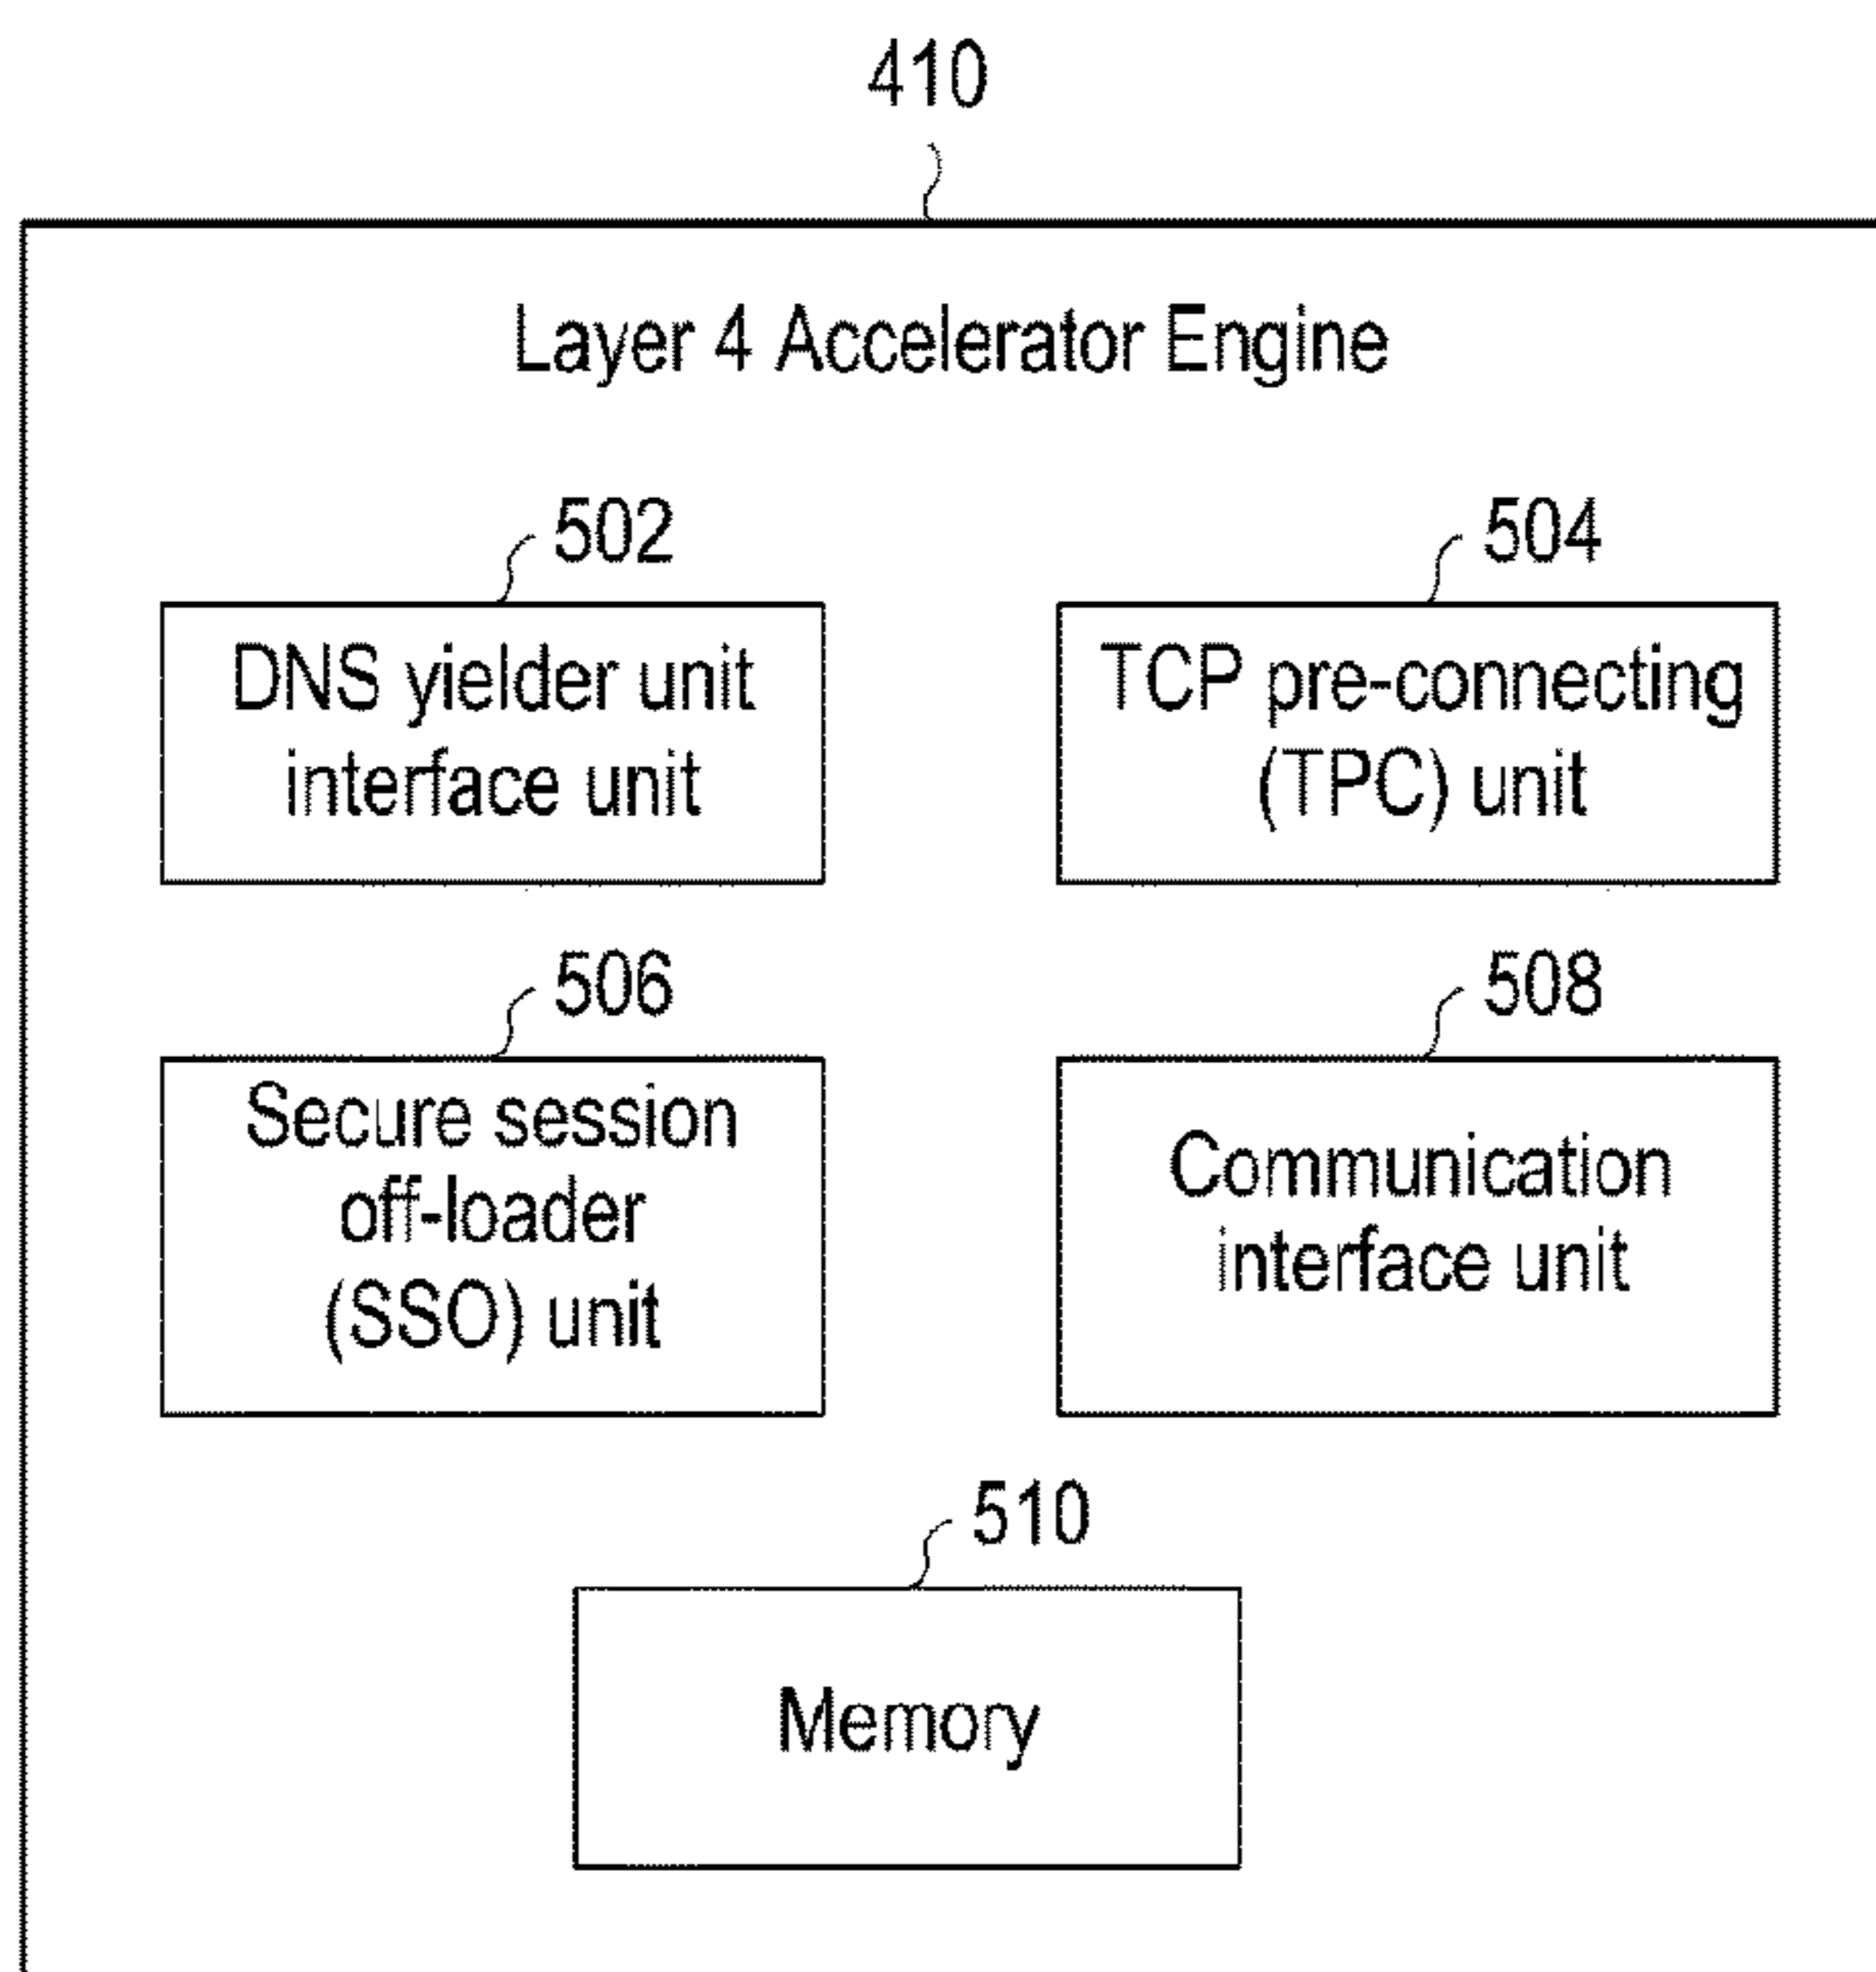 410
Layer 4 Accelerator Engine
502
DNS yielder unit
interface unit
504
TCP pre-connecting
(TPC) unit
506
Secure session
off-loader
(SSO) unit
508
Communication
interface unit
510
Memory